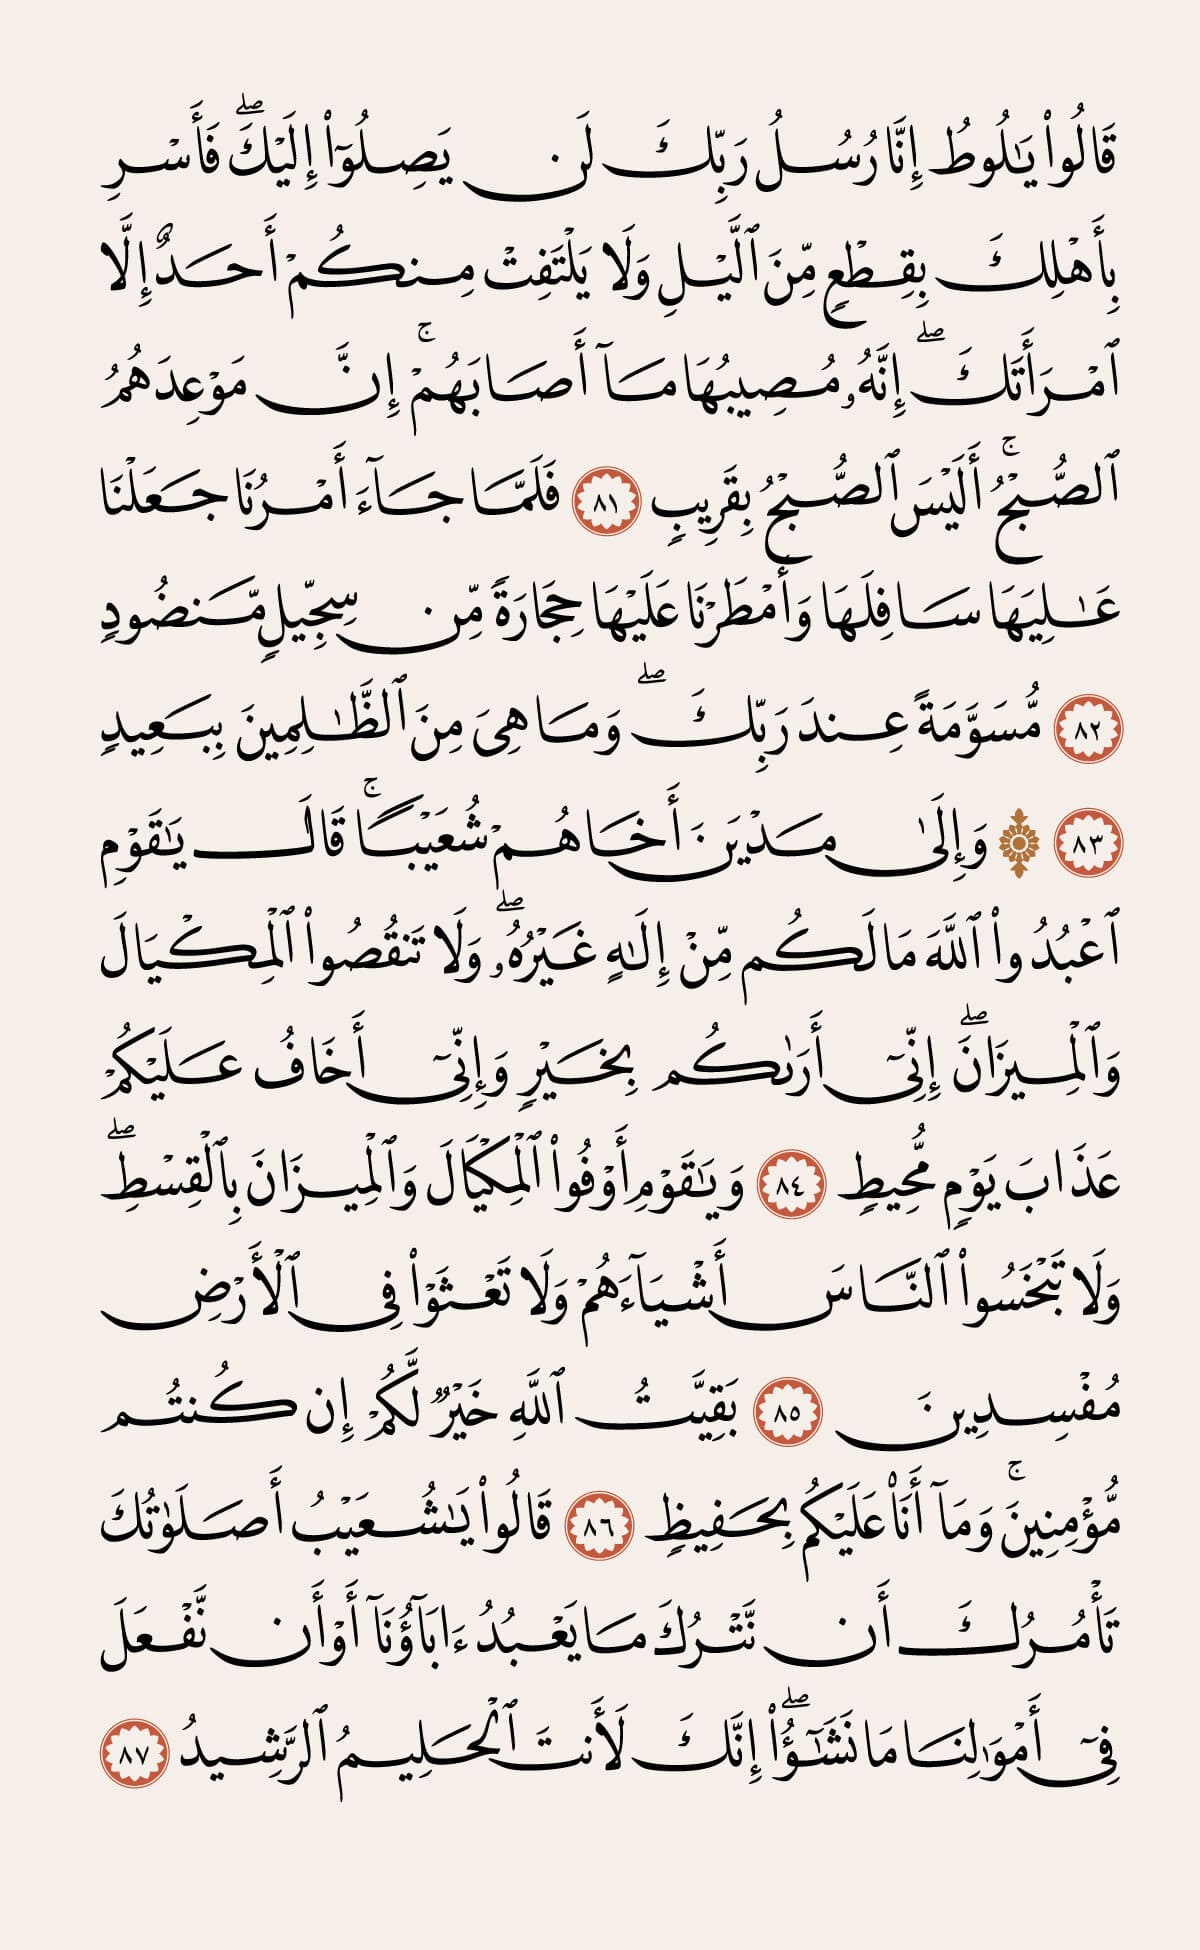 قَالُوا۟ يَـٰلُوطُ إِنَّا رُسُلُ رَبِّكَ لَن يَصِلُوٓا۟ إِلَيْكَ ۖ فَأَسْرِ
بِأَهْلِكَ بِقِطْعٍ مِّنَ ٱلَّيْلِ وَلَا يَلْتَفِتْ مِنكُمْ أَحَدٌ إِلَّا
ٱمْرَأَتَكَ ۖ إِنَّهُۥ مُصِيبُهَا مَآ أَصَابَهُمْ ۚ إِنَّ مَوْعِدَهُمُ
ٱلصُّبْحُ ۚ أَلَيْسَ ٱلصُّبْحُ بِقَرِيبٍ ٨١ فَلَمَّا جَآءَ أَمْرُنَا جَعَلْنَا
عَـٰلِيَهَا سَافِلَهَا وَأَمْطَرْنَا عَلَيْهَا حِجَارَةً مِّن سِجِّيلٍ مَّنضُودٍ
٨٢ مُّسَوَّمَةً عِندَ رَبِّكَ ۖ وَمَا هِىَ مِنَ ٱلظَّـٰلِمِينَ بِبَعِيدٍ
٨٣ ۞ وَإِلَىٰ مَدْيَنَ أَخَاهُمْ شُعَيْبًا ۚ قَالَ يَـٰقَوْمِ
ٱعْبُدُوا۟ ٱللَّهَ مَا لَكُم مِّنْ إِلَـٰهٍ غَيْرُهُۥ ۖ وَلَا تَنقُصُوا۟ ٱلْمِكْيَالَ
وَٱلْمِيزَانَ ۖ إِنِّىٓ أَرَىٰكُم بِخَيْرٍ وَإِنِّىٓ أَخَافُ عَلَيْكُمْ
عَذَابَ يَوْمٍ مُّحِيطٍ ٨٤ وَيَـٰقَوْمِ أَوْفُوا۟ ٱلْمِكْيَالَ وَٱلْمِيزَانَ بِٱلْقِسْطِ ۖ
وَلَا تَبْخَسُوا۟ ٱلنَّاسَ أَشْيَآءَهُمْ وَلَا تَعْثَوْا۟ فِى ٱلْأَرْضِ
مُفْسِدِينَ ٨٥ بَقِيَّتُ ٱللَّهِ خَيْرٌ لَّكُمْ إِن كُنتُم
مُّؤْمِنِينَ ۚ وَمَآ أَنَا۠ عَلَيْكُم بِحَفِيظٍ ٨٦ قَالُوا۟ يَـٰشُعَيْبُ أَصَلَوٰتُكَ
تَأْمُرُكَ أَن نَّتْرُكَ مَا يَعْبُدُ ءَابَآؤُنَآ أَوْ أَن نَّفْعَلَ
فِىٓ أَمْوَٰلِنَا مَا نَشَـٰٓؤُا۟ ۖ إِنَّكَ لَأَنتَ ٱلْحَلِيمُ ٱلرَّشِيدُ ٨٧